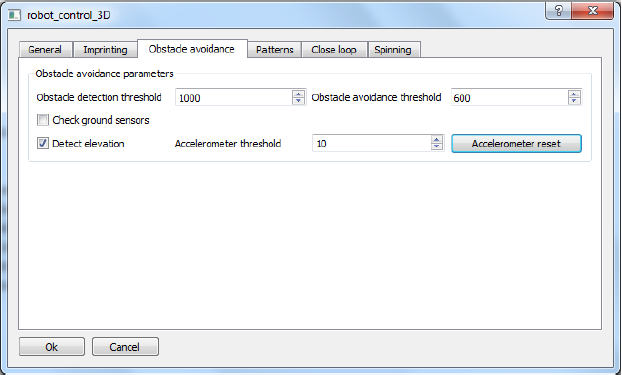 robot_control_3D
?
General Imprinting Obstacle avoidance Patterns Close loop Spinning
Obstacle avoidance parameters
Obstacle detection threshold 1000 Obstacle avoidance threshold 600
Check ground sensors
Detect elevation Accelerometer threshold 10 Accelerometer reset
Ok Cancel